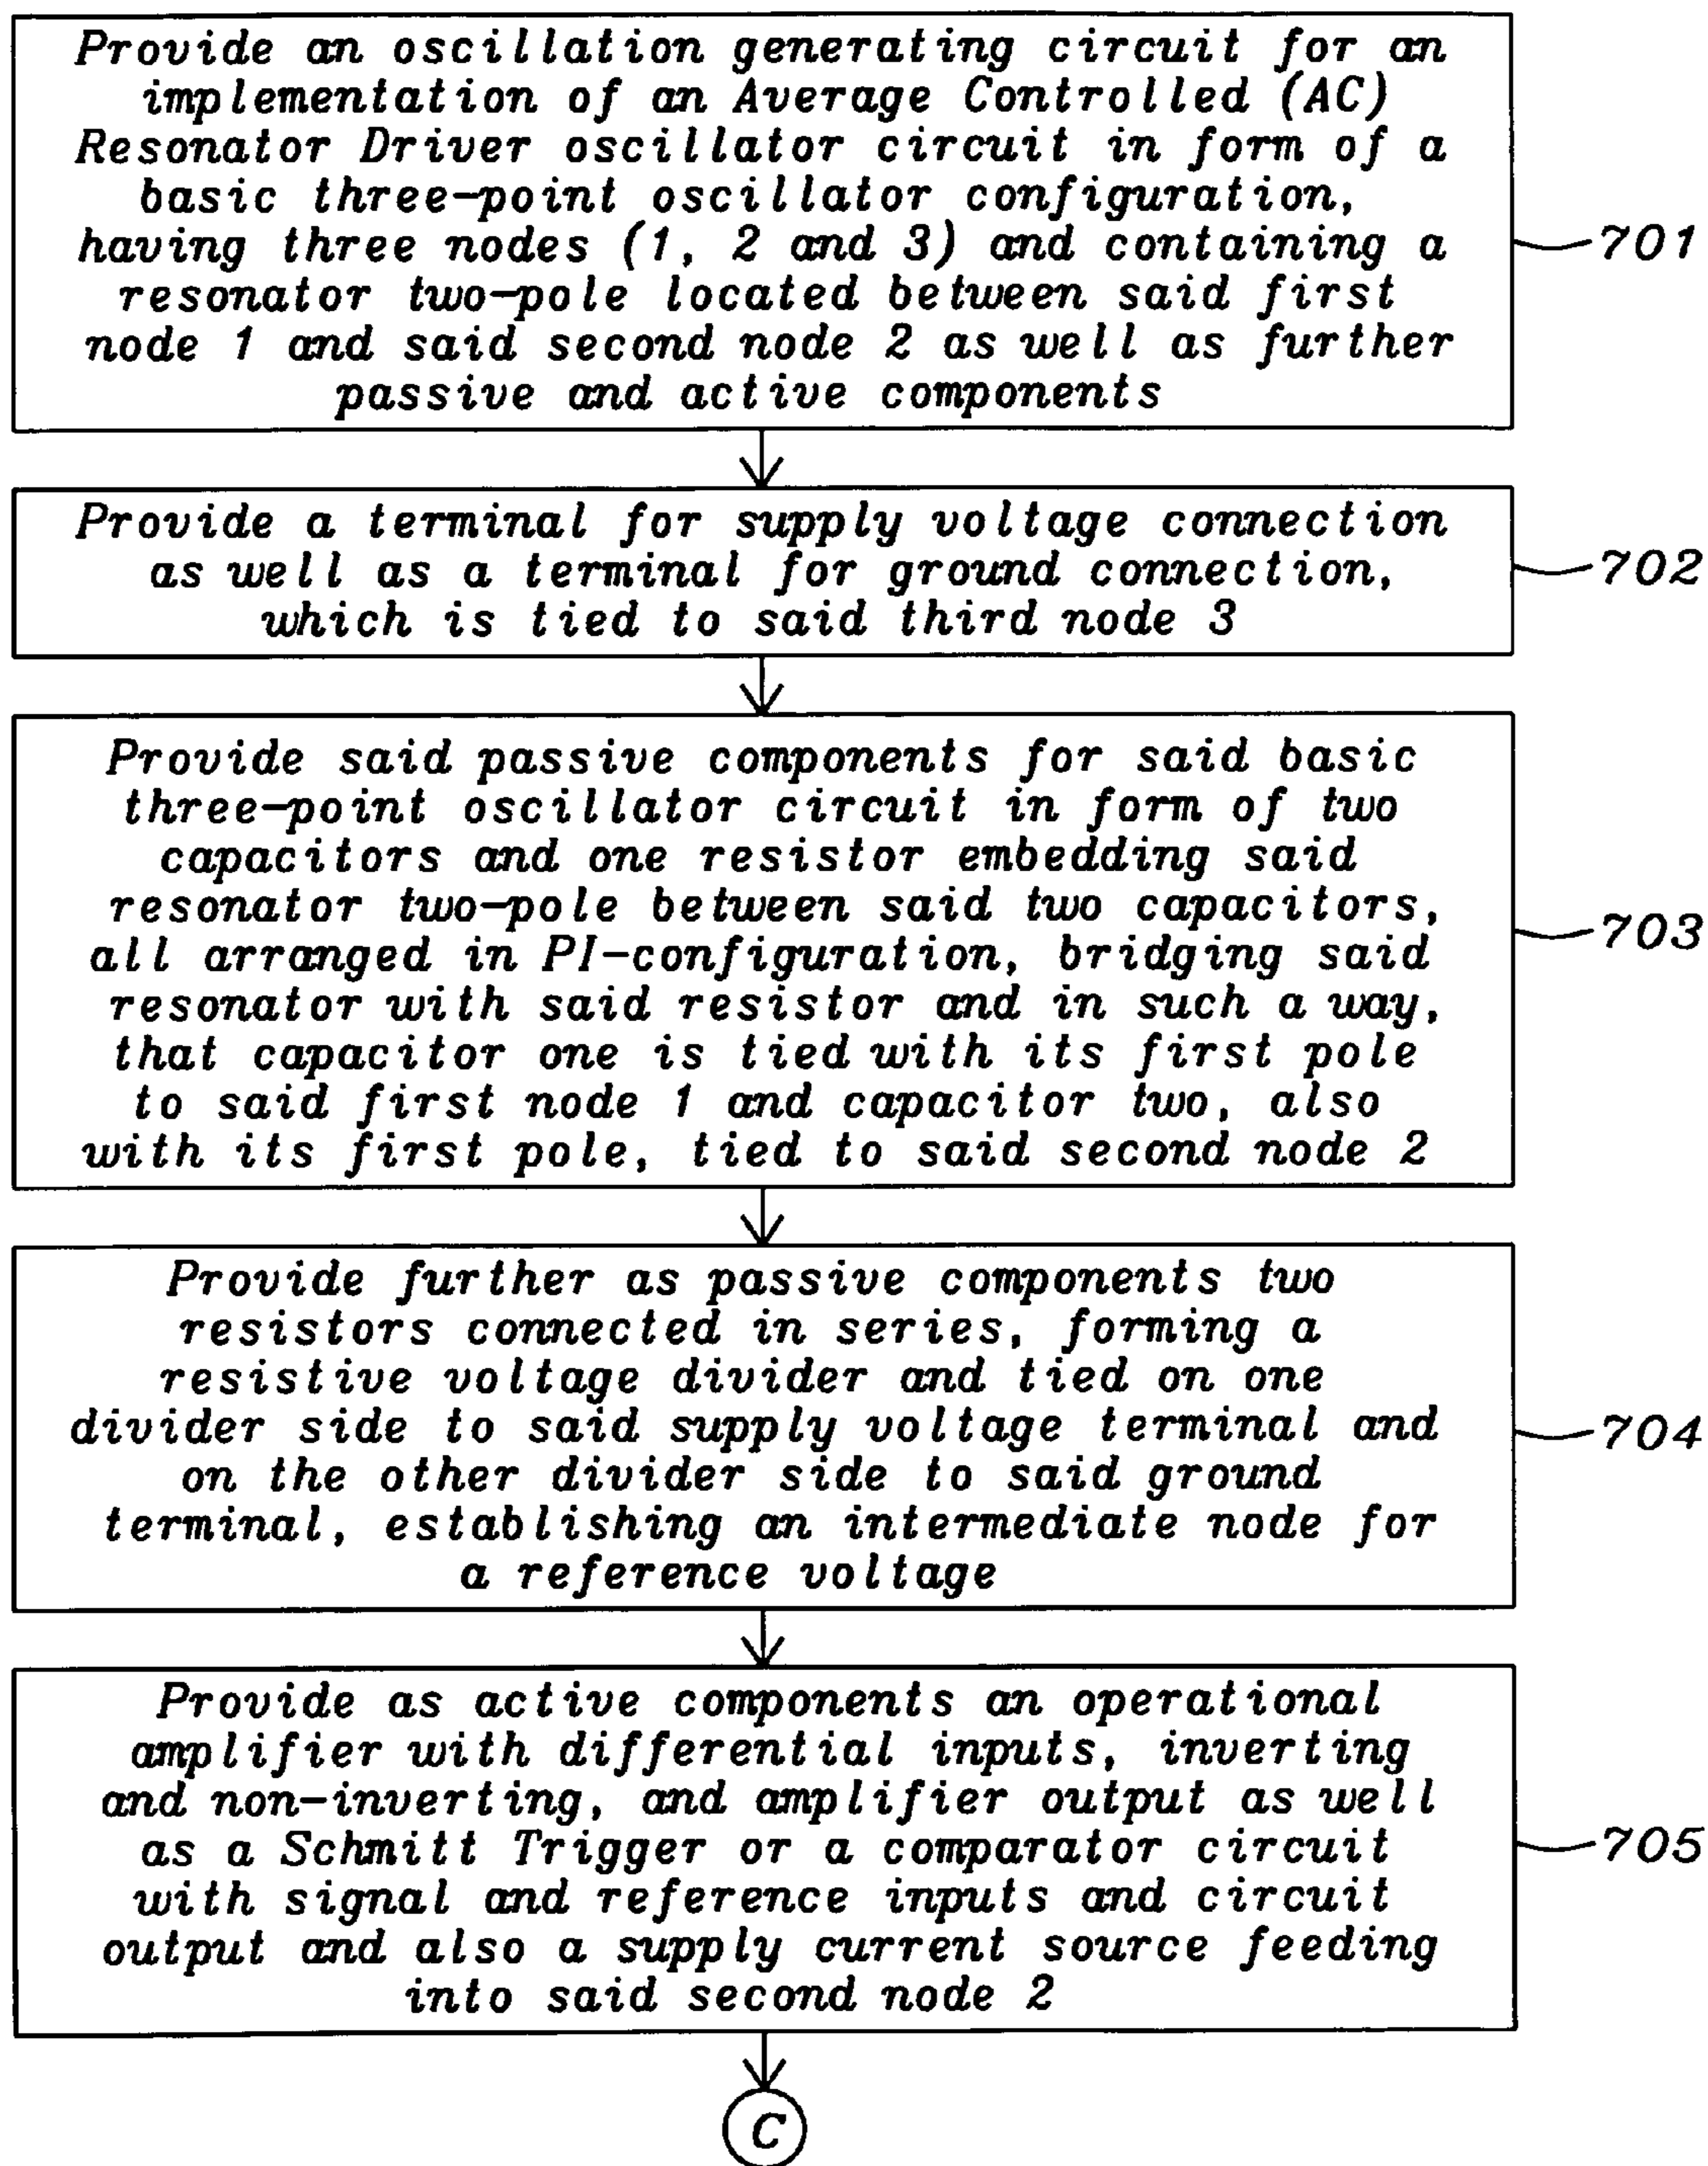 Provide an oscillation generating circuit for an
implementation of an Average Controlled (AC)
Resonator Driver oscillator circuit in form of a
basic three-point oscillator configuration,
having three nodes (1, 2 and 3) and containing a
resonator two-pole located between said first
node 1 and said second node 2 as well as further
passive and active components
701
Provide a terminal for supply voltage connection
as well as a terminal for ground connection,
which is tied to said third node 3
702
Provide said passive components for said basic
three-point oscillator circuit in form of two
capacitors and one resistor embedding said
resonator two-pole between said two capacitors,
all arranged in PI-configuration, bridging said
resonator with said resistor and in such a way,
that capacitor one is tied with its first pole
to said first node 1 and capacitor two, also
with its first pole, tied to said second node 2
703
Provide further as passive components two
resistors connected in series, forming a
resistive voltage divider and tied on one
divider side to said supply voltage terminal and
on the other divider side to said ground
terminal, establishing an intermediate node for
a reference voltage
704
Provide as active components an operational
amplifier with differential inputs, inverting
and non-inverting, and amplifier output as well
as a Schmitt Trigger or a comparator circuit
with signal and reference inputs and circuit
output and also a supply current source feeding
into said second node 2
705
C